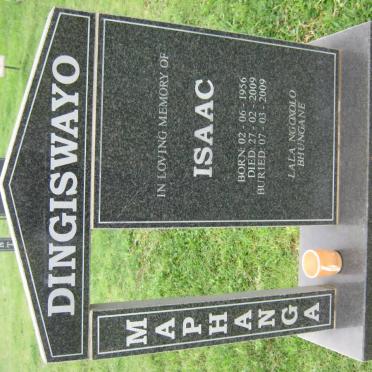 DINGISWAYO
MAPHANGA
IN LOVING MEMORY OF
ISAAC
BORN: 02 - 06 - 1956
DIED: 27 - 02 - 2009
BURIED: 07 - 03 - 2009
LALA NGOXOLO
BHUNGANE